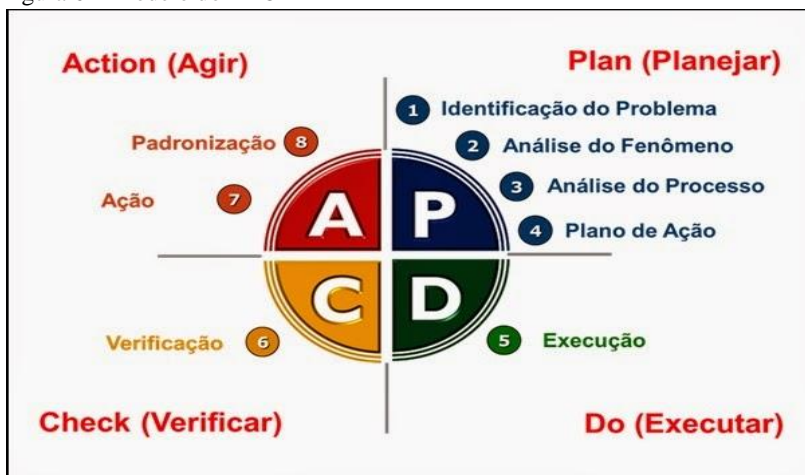 Action (Agir)
Plan (Planejar)
1 Identificação do Problema
2 Análise do Fenômeno
3 Análise do Processo
4 Plano de Ação
Padronização 8
Ação 7
A P
C D
Verificação 6
5 Execução
Check (Verificar)
Do (Executar)